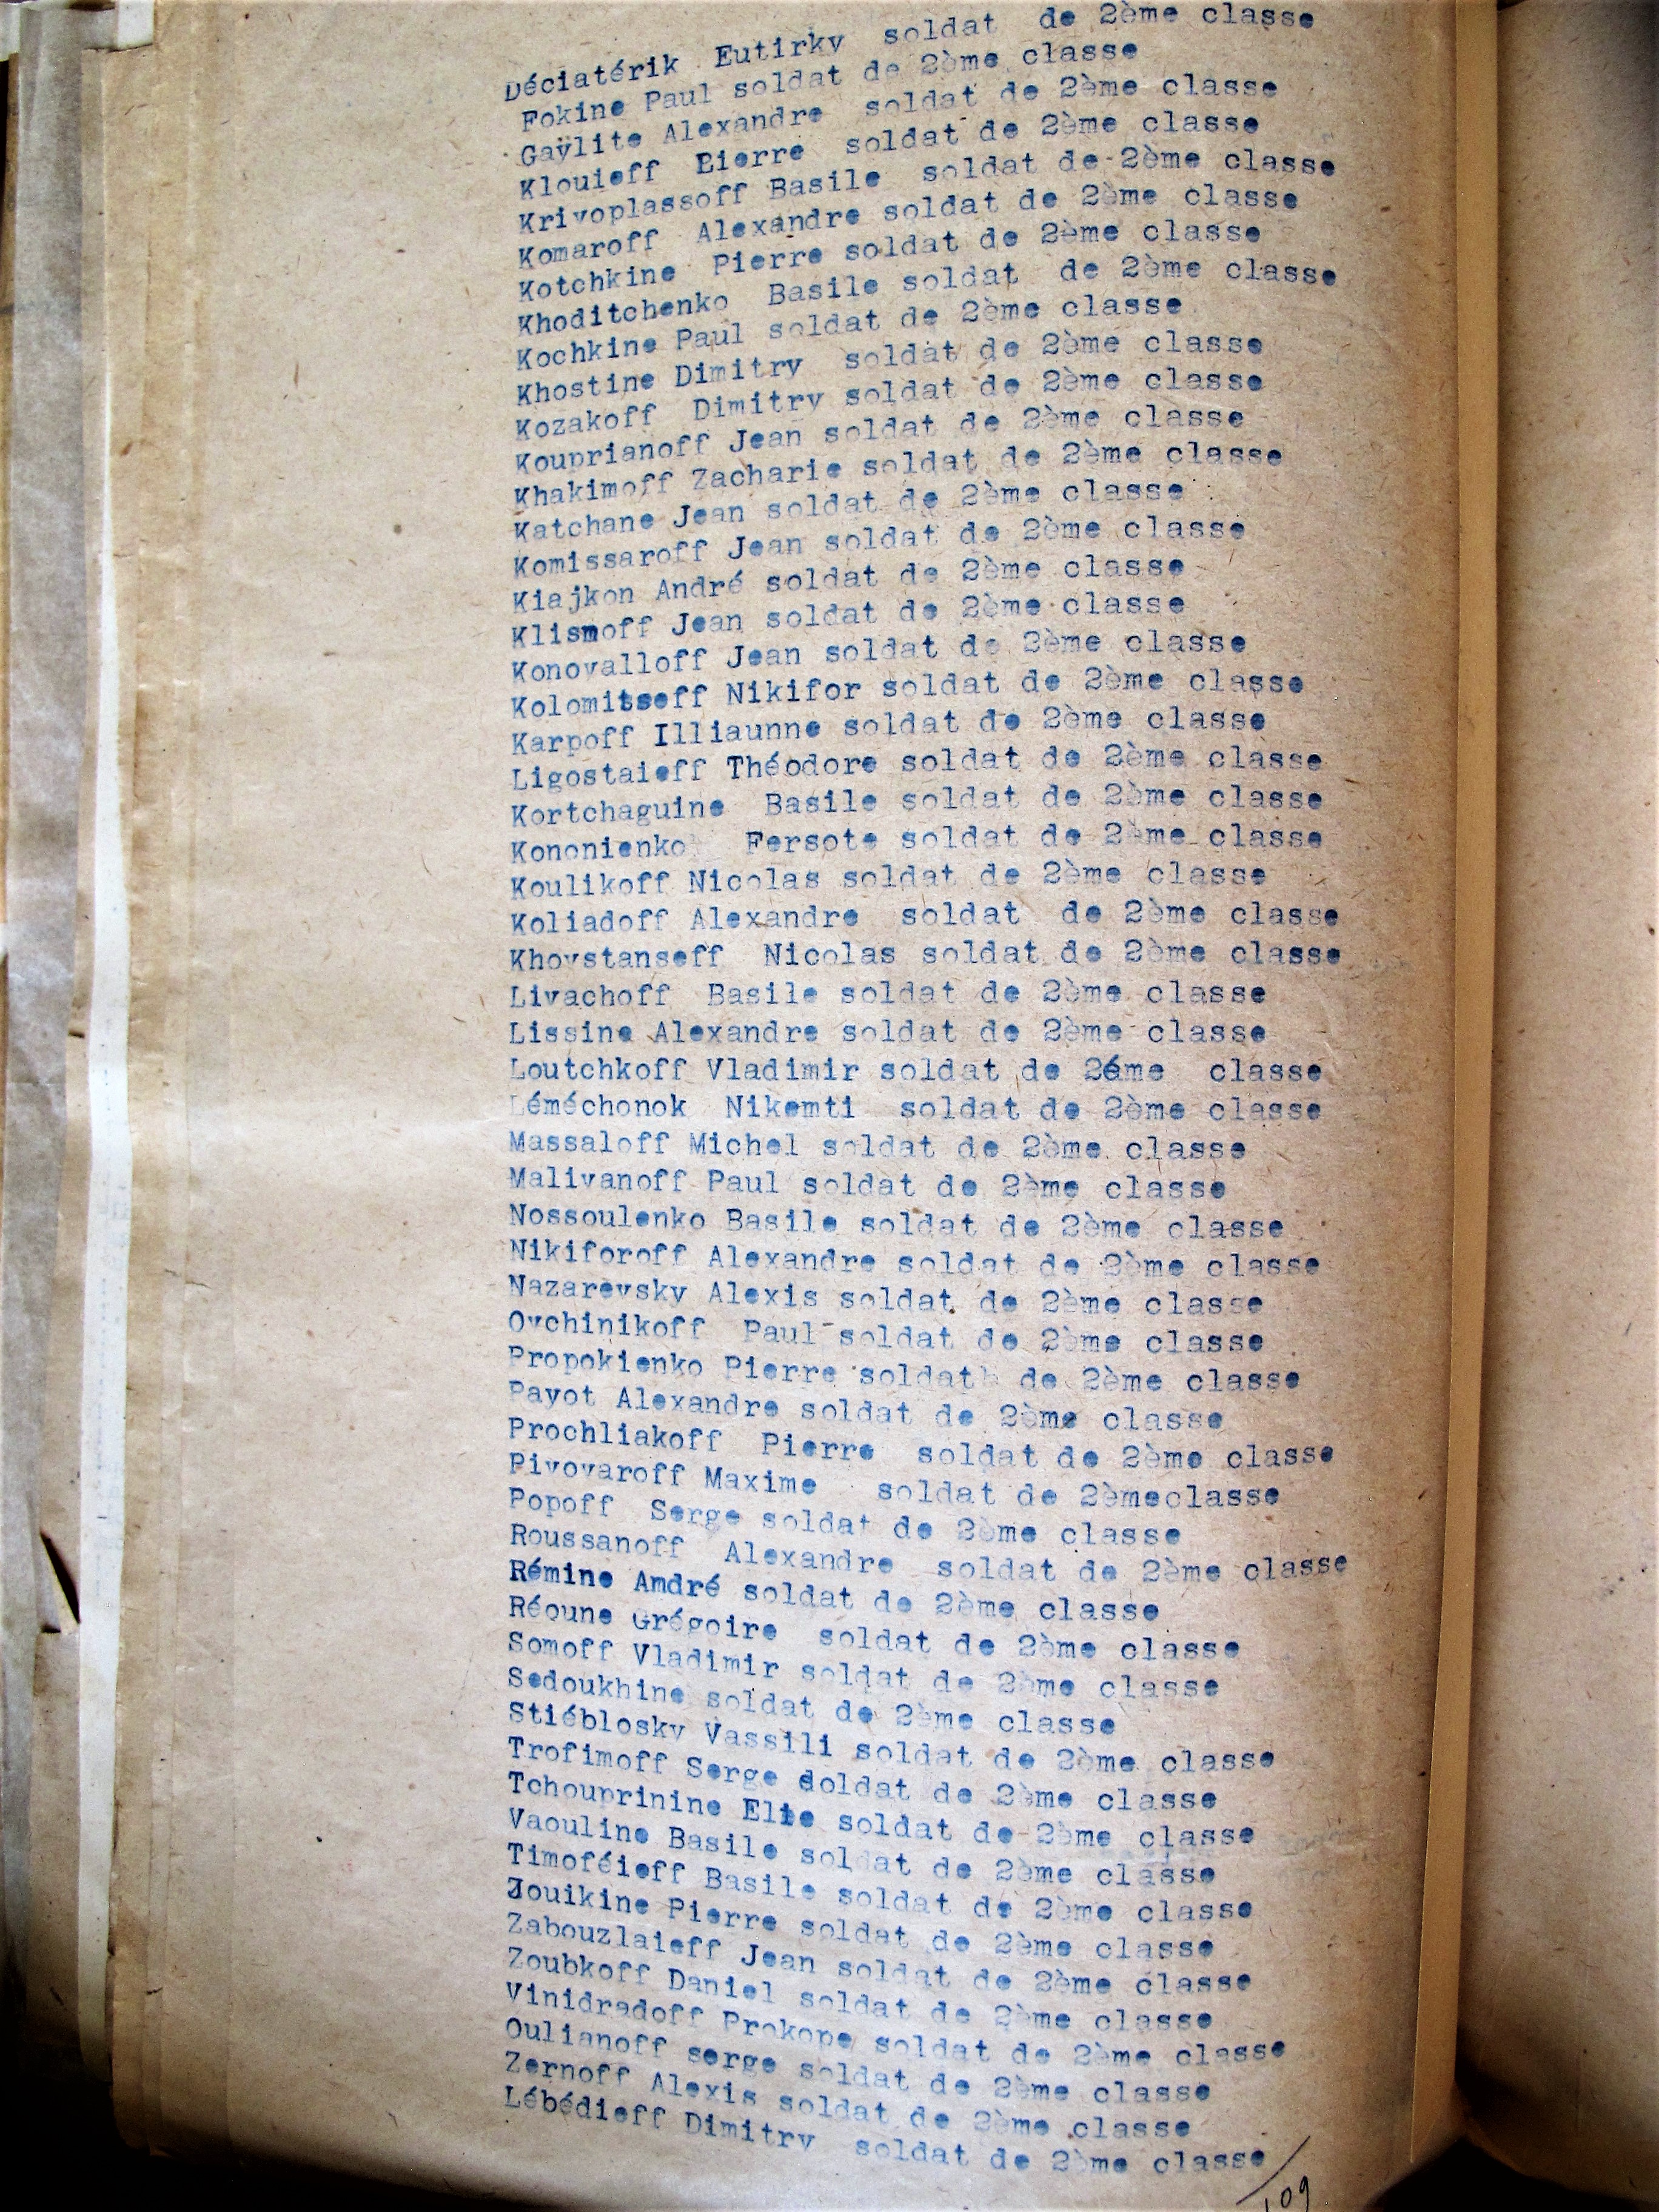 Déciatérik Eutirky soldat de 2ème classe
Fokine Paul soldat de 2ème classe
Gaÿlite Alexandre soldat de 2ème classe
Klouieff Pierre soldat de 2ème classe
Krivoplassoff Basile soldat de 2ème classe
Komaroff Alexandre soldat de 2ème classe
Kotchkine Pierre soldat de 2ème classe
Khoditchenko Basile soldat de 2ème classe
Kochkine Paul soldat de 2ème classe
Khostine Dimitry soldat de 2ème classe
Kozakoff Dimitry soldat de 2ème classe
Kouprianoff Jean soldat de 2ème classe
Khakimoff Zacharie soldat de 2ème classe
Katchane Jean soldat de 2ème classe
Komissaroff Jean soldat de 2ème classe
Kiajkon André soldat de 2ème classe
Klismoff Jean soldat de 2ème classe
Konovalloff Jean soldat de 2ème classe
Kolomitseff Nikifor soldat de 2ème classe
Karpoff Illiaunne soldat de 2ème classe
Ligostaieff Théodore soldat de 2ème classe
Kortchaguine Basile soldat de 2ème classe
Kononienko Fersote soldat de 2ème classe
Koulikoff Nicolas soldat de 2ème classe
Koliadoff Alexandre soldat de 2ème classe
Khovstanseff Nicolas soldat de 2ème classe
Livachoff Basile soldat de 2ème classe
Lissine Alexandre soldat de 2ème classe
Loutchkoff Vladimir soldat de 2éme classe
Léméchonok Nikemti soldat de 2ème classe
Massaloff Michel soldat de 2ème classe
Malivanoff Paul soldat de 2ème classe
Nossoulenko Basile soldat de 2ème classe
Nikiforoff Alexandre soldat de 2ème classe
Nazarevsky Alexis soldat de 2ème classe
Ovchinikoff Paul soldat de 2ème classe
Propokienko Pierre soldath de 2ème classe
Payot Alexandre soldat de 2ème classe
Prochliakoff Pierre soldat de 2ème classe
Pivovaroff Maxime soldat de 2èmeclasse
Popoff Serge soldat de 2ème classe
Roussanoff Alexandre soldat de 2ème classe
Rémine André soldat de 2ème classe
Réoune Grégoire soldat de 2ème classe
Somoff Vladimir soldat de 2ème classe
Sedoukhine soldat de 2ème classe
Stiéblosky Vassili soldat de 2ème classe
Trofimoff Serge doldat de 2ème classe
Tchouprinine Elie soldat de 2ème classe
Vaouline Basile soldat de 2ème classe
Timoféieff Basile soldat de 2ème classe
Jouikine Pierre soldat de 2ème classe
Zabouzlaieff Jean soldat de 2ème classe
Zoubkoff Daniel soldat de 2ème classe
Vinidradoff Prokope soldat de 2ème classe
Oulianoff serge soldat de 2ème classe
Zernoff Alexis soldat de 2ème classe
Lébédieff Dimitry soldat de 2ème classe
109